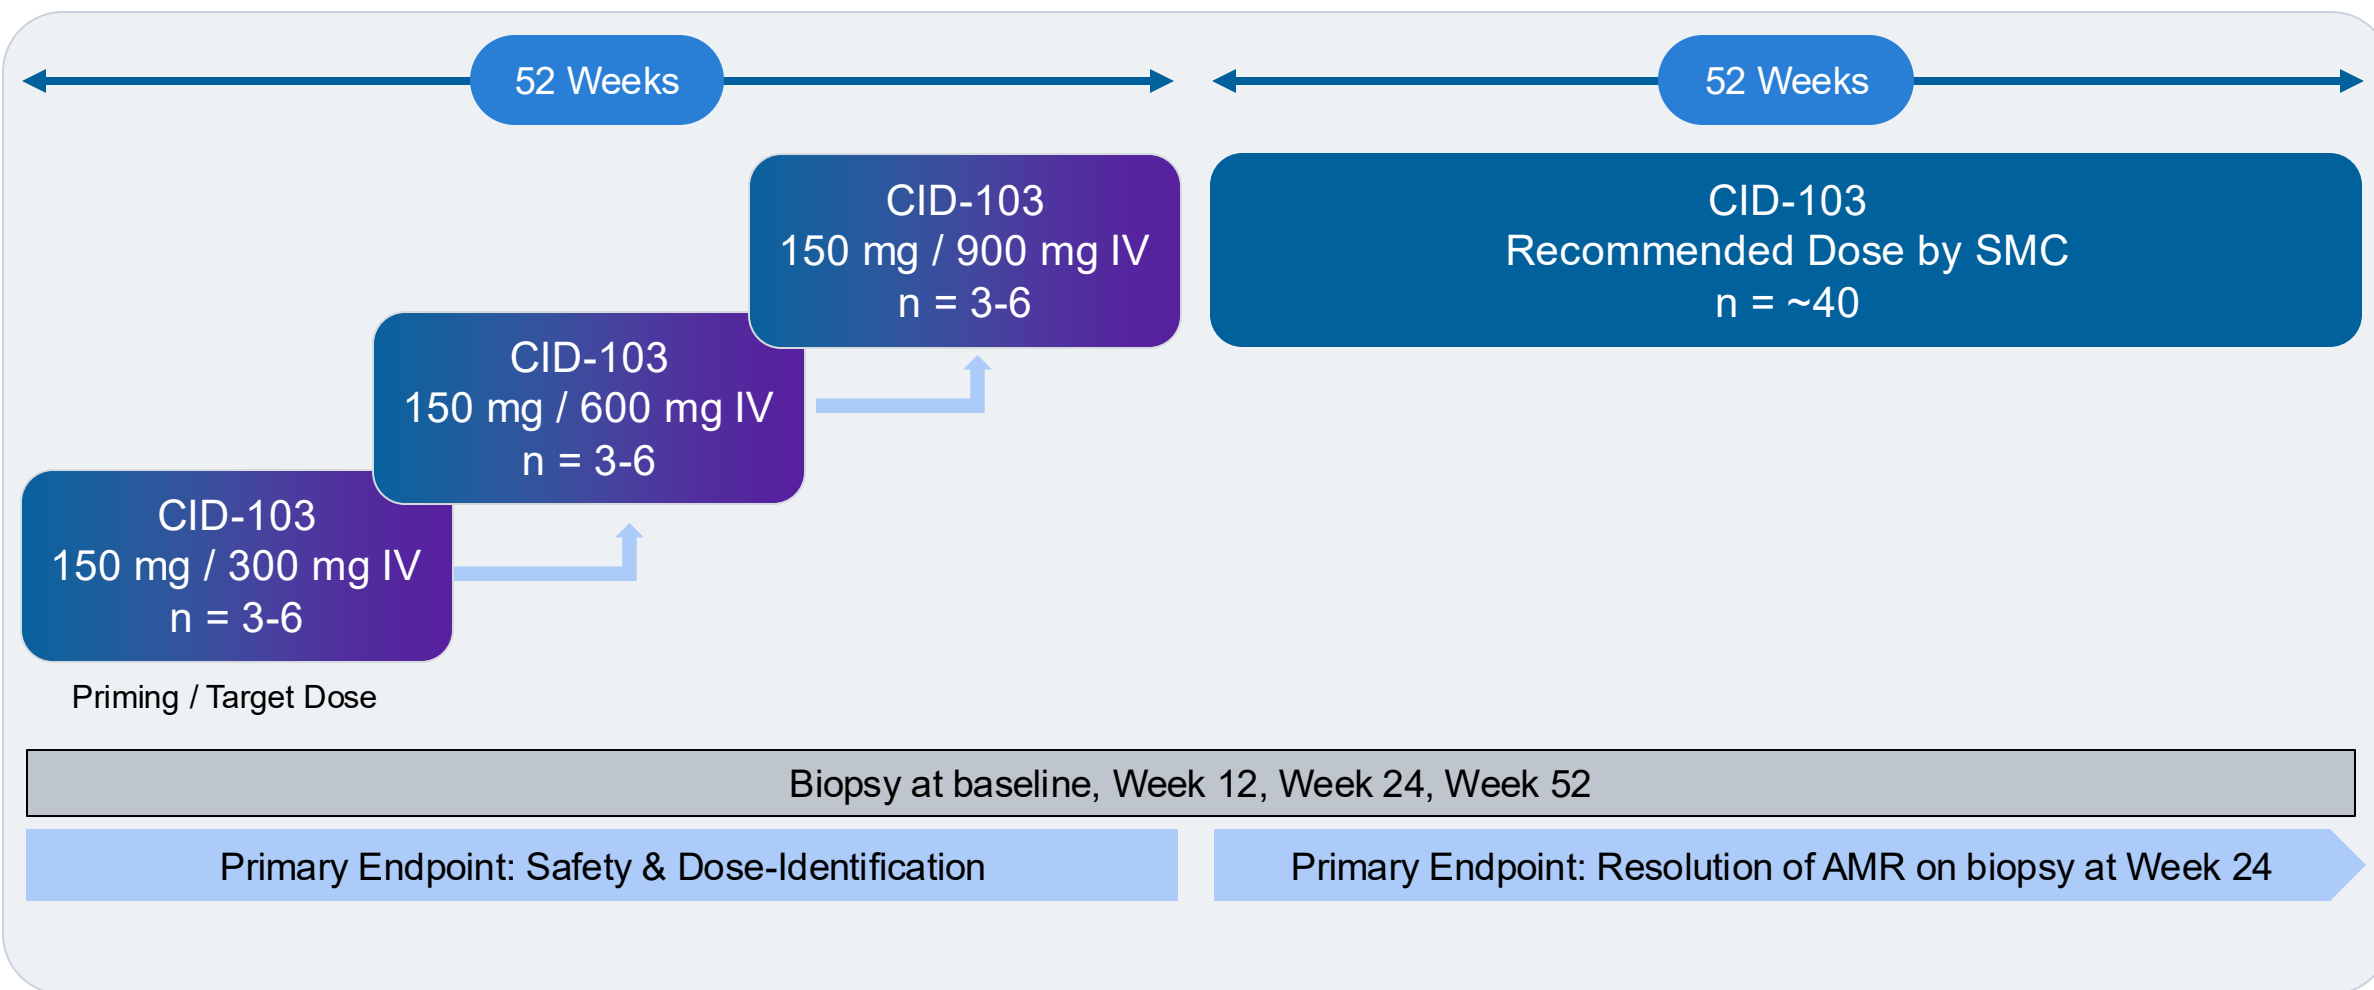 52 Weeks
52 Weeks
CID-103
150 mg / 900 mg IV
n = 3-6
CID-103
Recommended Dose by SMC
n = ~40
CID-103
150 mg / 600 mg IV
n = 3-6
CID-103
150 mg / 300 mg IV
n = 3-6
Priming / Target Dose
Biopsy at baseline, Week 12, Week 24, Week 52
Primary Endpoint: Safety & Dose-Identification
Primary Endpoint: Resolution of AMR on biopsy at Week 24